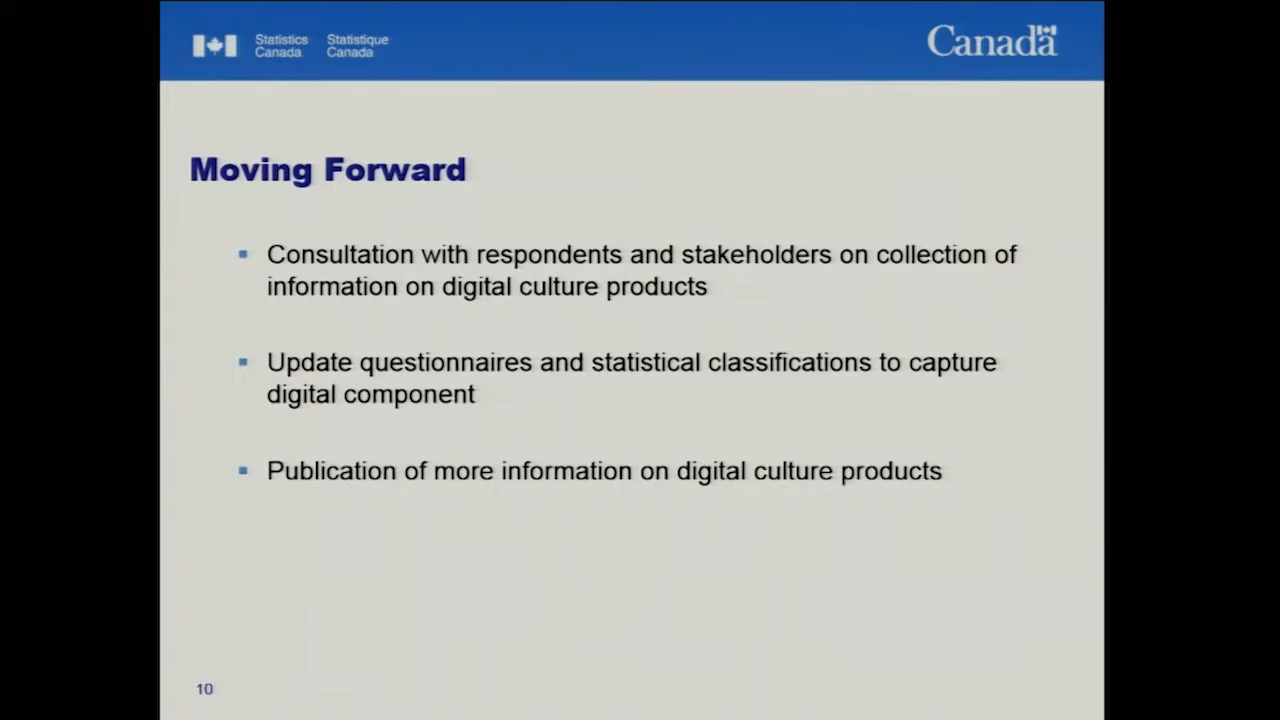 Statistics Statistique
Canada Canada
Canada
Moving Forward
Consultation with respondents and stakeholders on collection of
information on digital culture products
Update questionnaires and statistical classifications to capture
digital component
Publication of more information on digital culture products
10